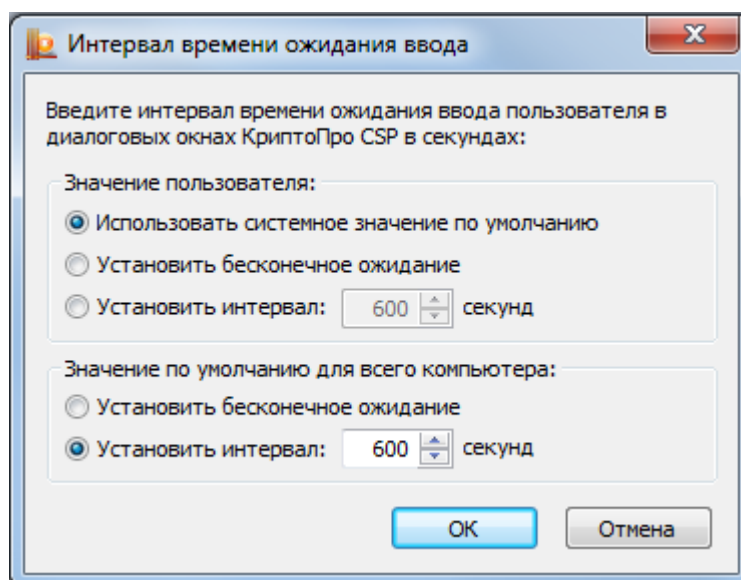 Интервал времени ожидания ввода
Введите интервал времени ожидания ввода пользователя в
диалоговых окнах КриптоПро CSP в секундах:
Значение пользователя:
Использовать системное значение по умолчанию
Установить бесконечное ожидание
Установить интервал: 600 секунд
Значение по умолчанию для всего компьютера:
Установить бесконечное ожидание
Установить интервал: 600 секунд
ОК Отмена